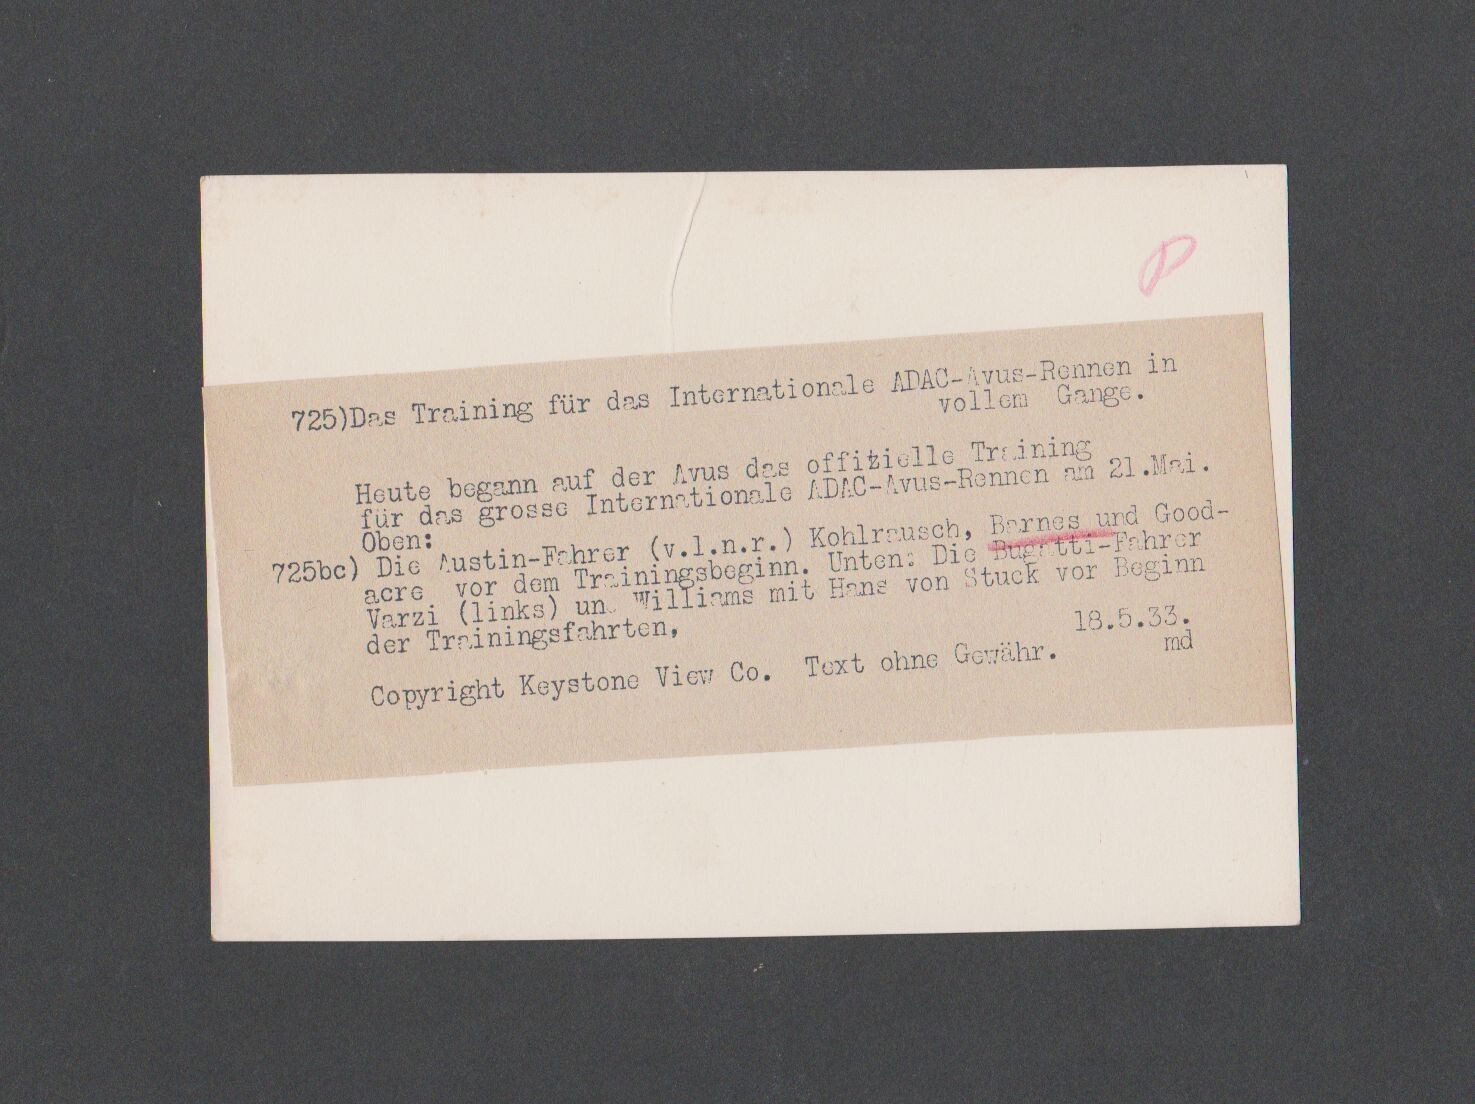 P
725)Das Training für das Internationale ADAC-Avus-Rennen in
vollem Gange.
Heute begann auf der Avus das offizielle Training
für das grosse Internationale ADAC-Avus-Rennen am 21.Mai.
Oben:
725bc) Die Austin-Fahrer (v.l.n.r.) Kohlrausch, Barnes und Good-
acre vor dem Trainingsbeginn. Unten: Die Bugatti-Fahrer
Varzi (links) und Williams mit Hans von Stuck vor Beginn
der Trainingsfahrten,
18.5.33.
Copyright Keystone View Co. Text ohne Gewähr. md